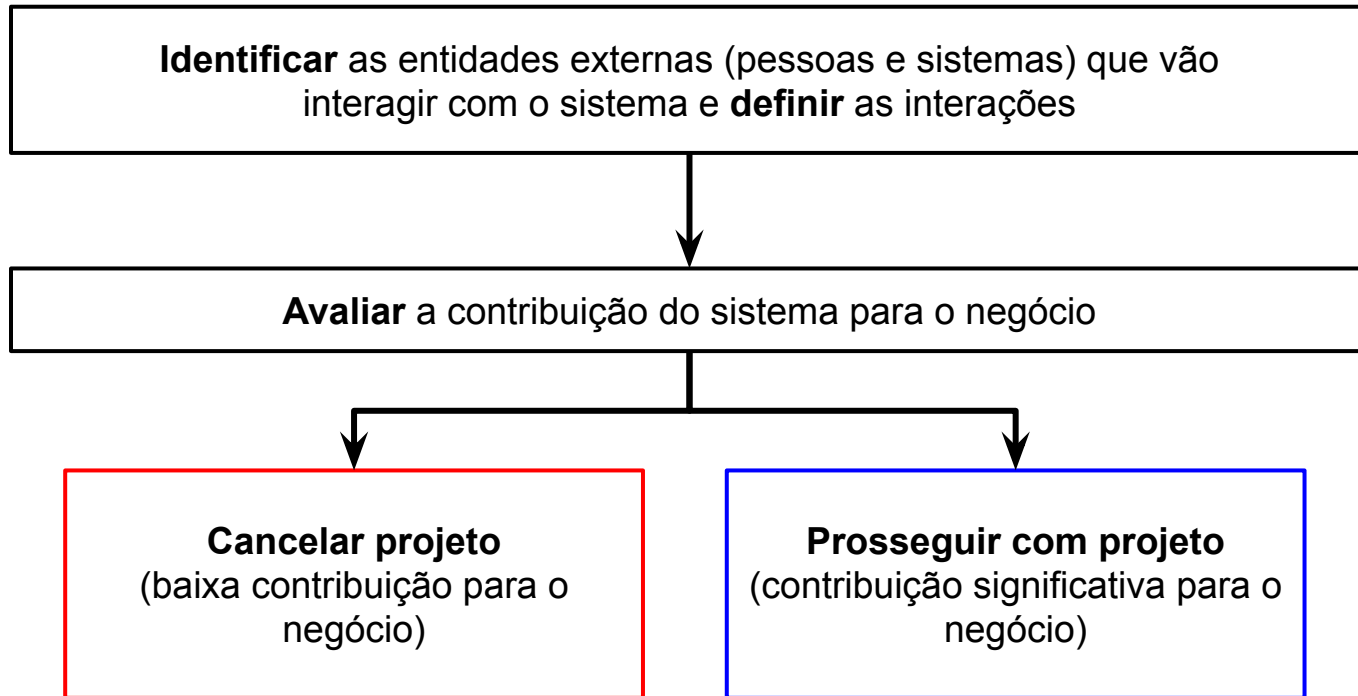 Identificar as entidades externas (pessoas e sistemas) que vão
interagir com o sistema e definir as interações
Avaliar a contribuição do sistema para o negócio
Cancelar projeto
(baixa contribuição para o
negócio)
Prosseguir com projeto
(contribuição significativa para o
negócio)